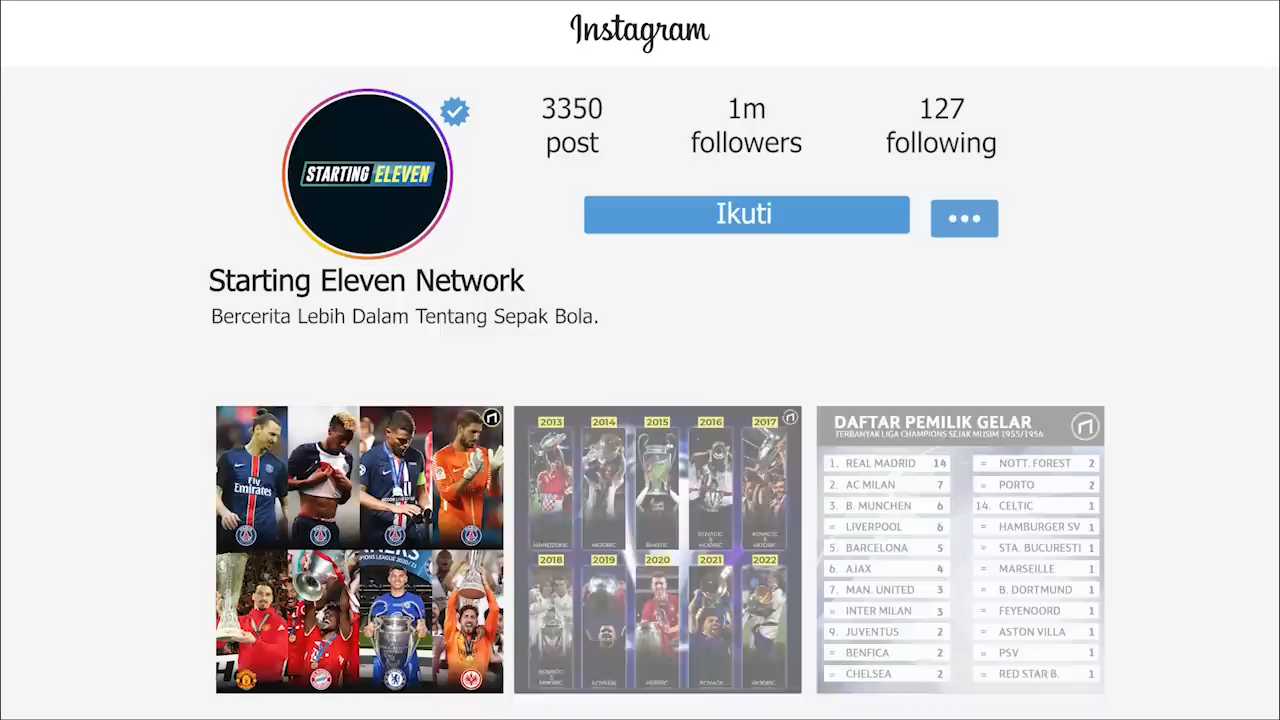 Instagram
3350
post
1m
followers
127
following
STARTING ELEVEN
Ikuti
Starting Eleven Network
Bercerita Lebih Dalam Tentang Sepak Bola.
Fly
Emirates
2013
2014
2015
2016
2017
2018
2019
2020
2021
2022
DAFTAR PEMILIK GELAR
TERBANYAK LIGA CHAMPIONS SEJAK MUSIM 1955/1956
1. REAL MADRID 14
2. AC MILAN 7
3. B. MUNCHEN 6
= LIVERPOOL 6
5. BARCELONA 5
6. AJAX 4
7. MAN. UNITED 3
= INTER MILAN 3
9. JUVENTUS 2
= BENFICA 2
= CHELSEA 2
= NOTT. FOREST 2
= PORTO 2
14. CELTIC 1
= HAMBURGER SV 1
= STA. BUCURESTI 1
= MARSEILLE 1
= B. DORTMUND 1
= FEYENOORD 1
= ASTON VILLA 1
= PSV 1
= RED STAR B. 1